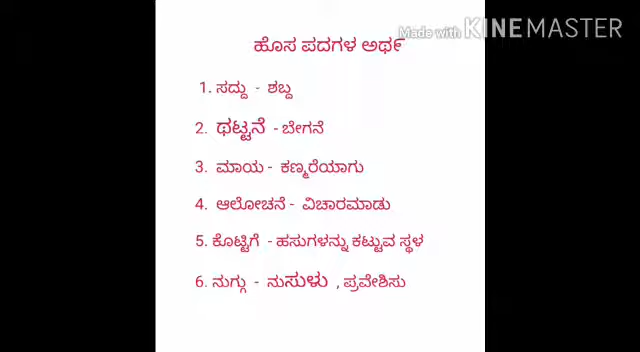 Made with KINEMASTER
ಹೊಸ ಪದಗಳ ಅಥ೯
1. ಸದ್ದು - ಶಬ್ದ
2. ಥಟ್ಟನೆ - ಬೇಗನೆ
3. ಮಾಯ - ಕಣ್ಮರೆಯಾಗು
4. ಆಲೋಚನೆ - ವಿಚಾರಮಾಡು
5. ಕೊಟ್ಟಿಗೆ - ಹಸುಗಳನ್ನು ಕಟ್ಟುವ ಸ್ಥಳ
6. ನುಗ್ಗು - ನುಸುಳು , ಪ್ರವೇಶಿಸು